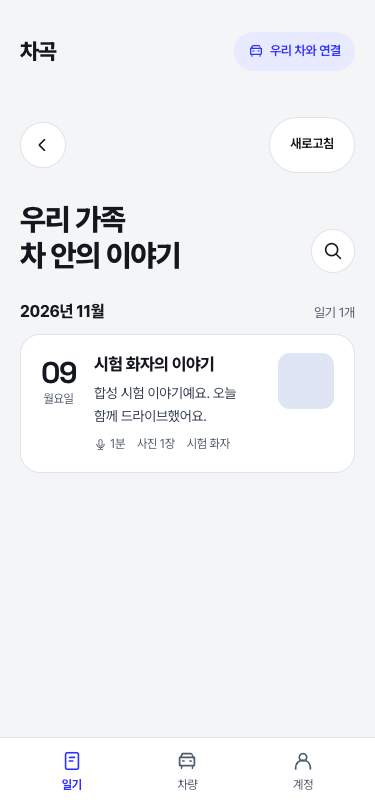 차곡
우리 차와 연결
새로고침
우리 가족
차 안의 이야기
2026년 11월
일기 1개
09
월요일
시험 화자의 이야기
합성 시험 이야기예요. 오늘
함께 드라이브했어요.
1분 사진 1장 시험 화자
일기
차량
계정